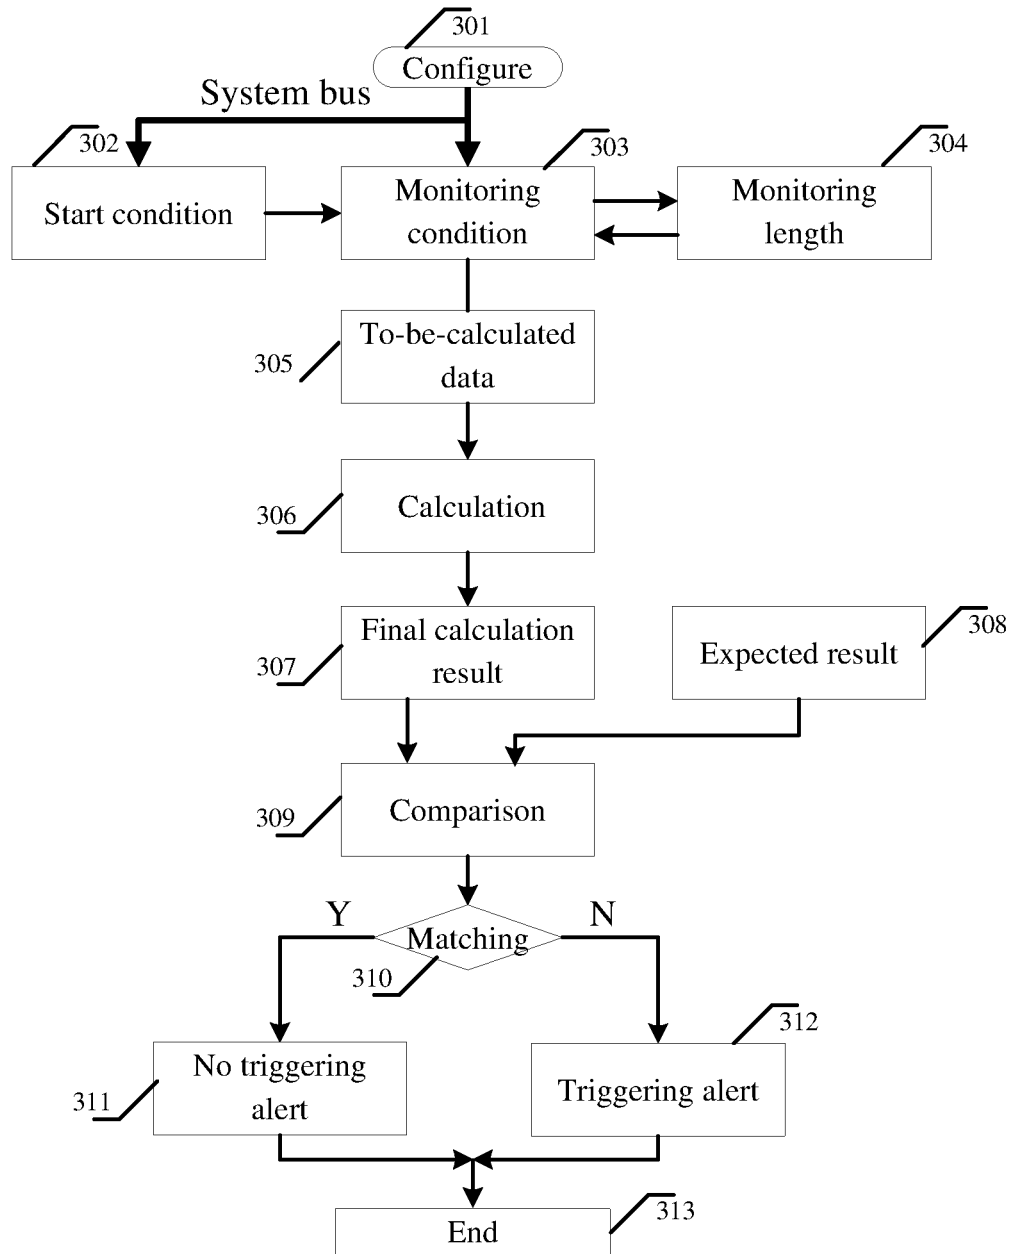 301
Configure
System bus
302
303
304
Start condition
Monitoring
condition
Monitoring
length
305
To-be-calculated
data
306
Calculation
307
Final calculation
result
308
Expected result
309
Comparison
Y
N
Matching
310
311
No triggering
alert
312
Triggering alert
313
End